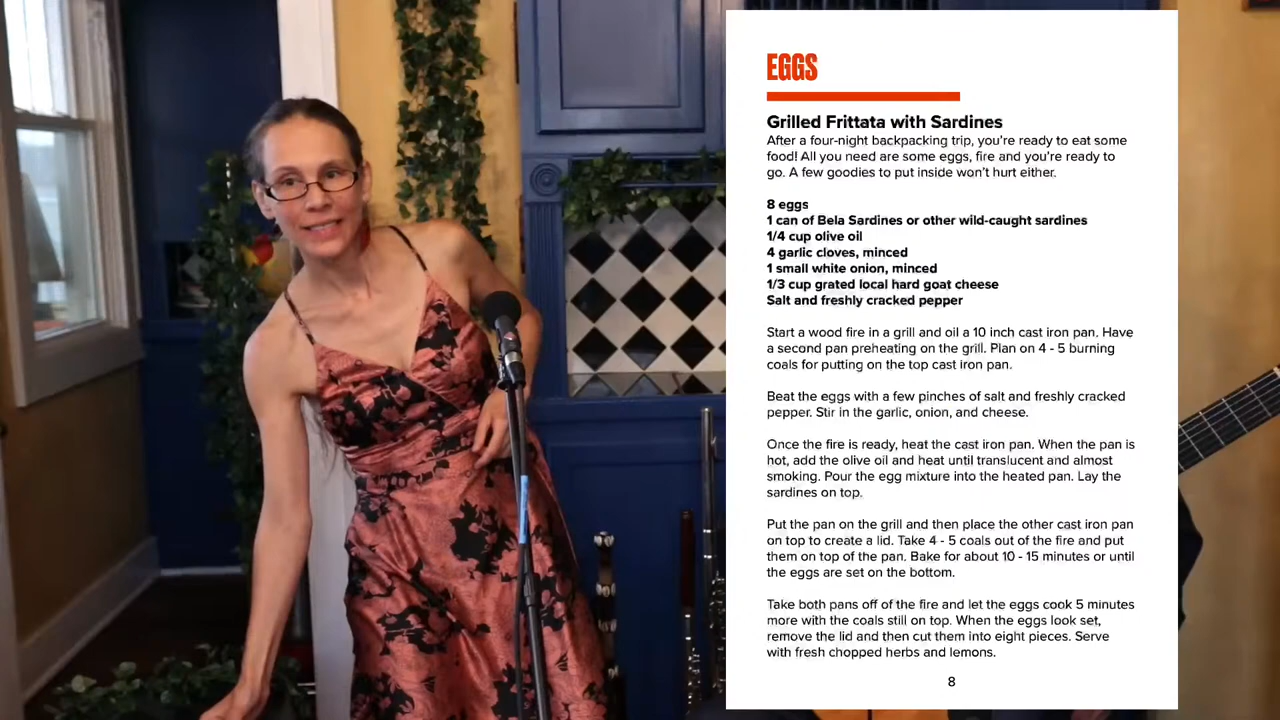 EGGS
Grilled Frittata with Sardines
After a four-night backpacking trip, you're ready to eat some
food! All you need are some eggs, fire and you're ready to
go. A few goodies to put inside won't hurt either.
8 eggs
1 can of Bela Sardines or other wild-caught sardines
1/4 cup olive oil
4 garlic cloves, minced
1 small white onion, minced
1/3 cup grated local hard goat cheese
Salt and freshly cracked pepper
Start a wood fire in a grill and oil a 10 inch cast iron pan. Have
a second pan preheating on the grill. Plan on 4 - 5 burning
coals for putting on the top cast iron pan.
Beat the eggs with a few pinches of salt and freshly cracked
pepper. Stir in the garlic, onion, and cheese.
Once the fire is ready, heat the cast iron pan. When the pan is
hot, add the olive oil and heat until translucent and almost
smoking. Pour the egg mixture into the heated pan. Lay the
sardines on top.
Put the pan on the grill and then place the other cast iron pan
on top to create a lid. Take 4 - 5 coals out of the fire and put
them on top of the pan. Bake for about 10 - 15 minutes or until
the eggs are set on the bottom.
Take both pans off of the fire and let the eggs cook 5 minutes
more with the coals still on top. When the eggs look set,
remove the lid and then cut them into eight pieces. Serve
with fresh chopped herbs and lemons.
8